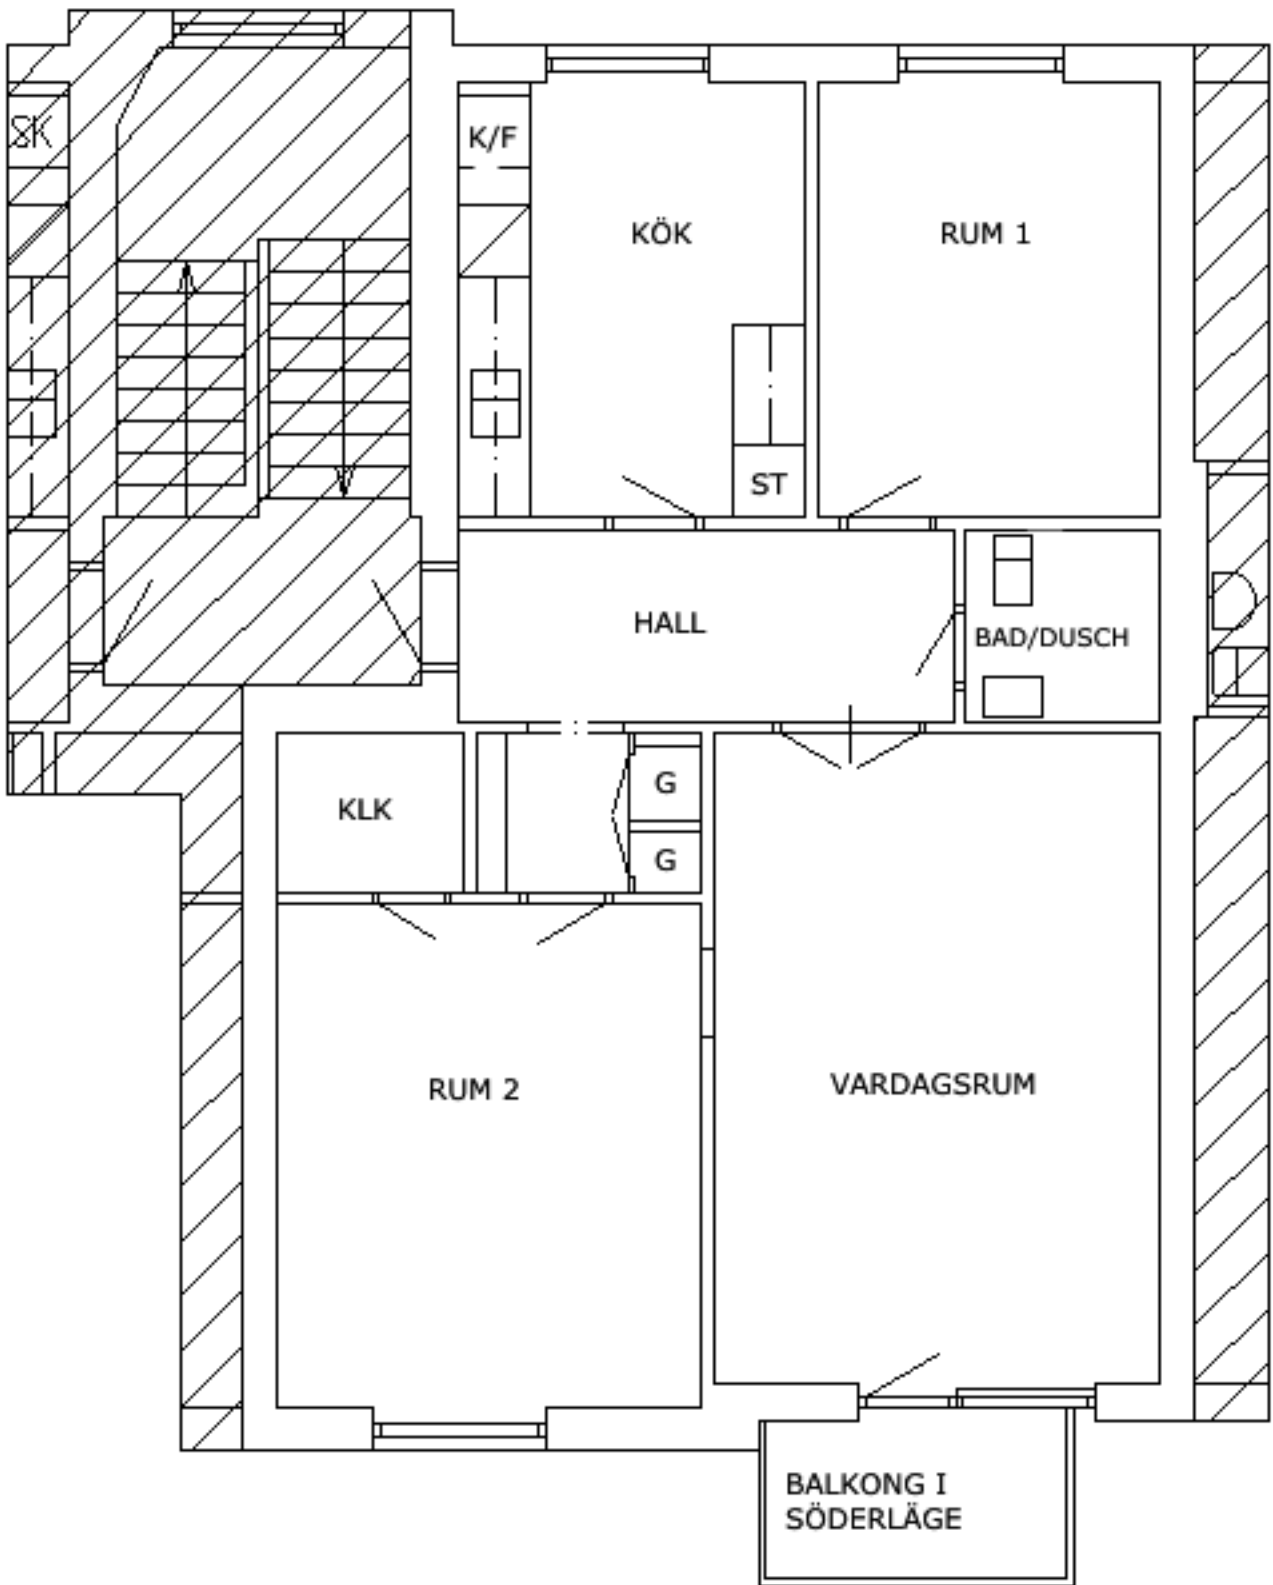 SK
K/F
KÖK
RUM 1
ST
HALL
BAD/DUSCH
KLK
G
G
RUM 2
VARDAGSRUM
BALKONG I
SÖDERLÄGE